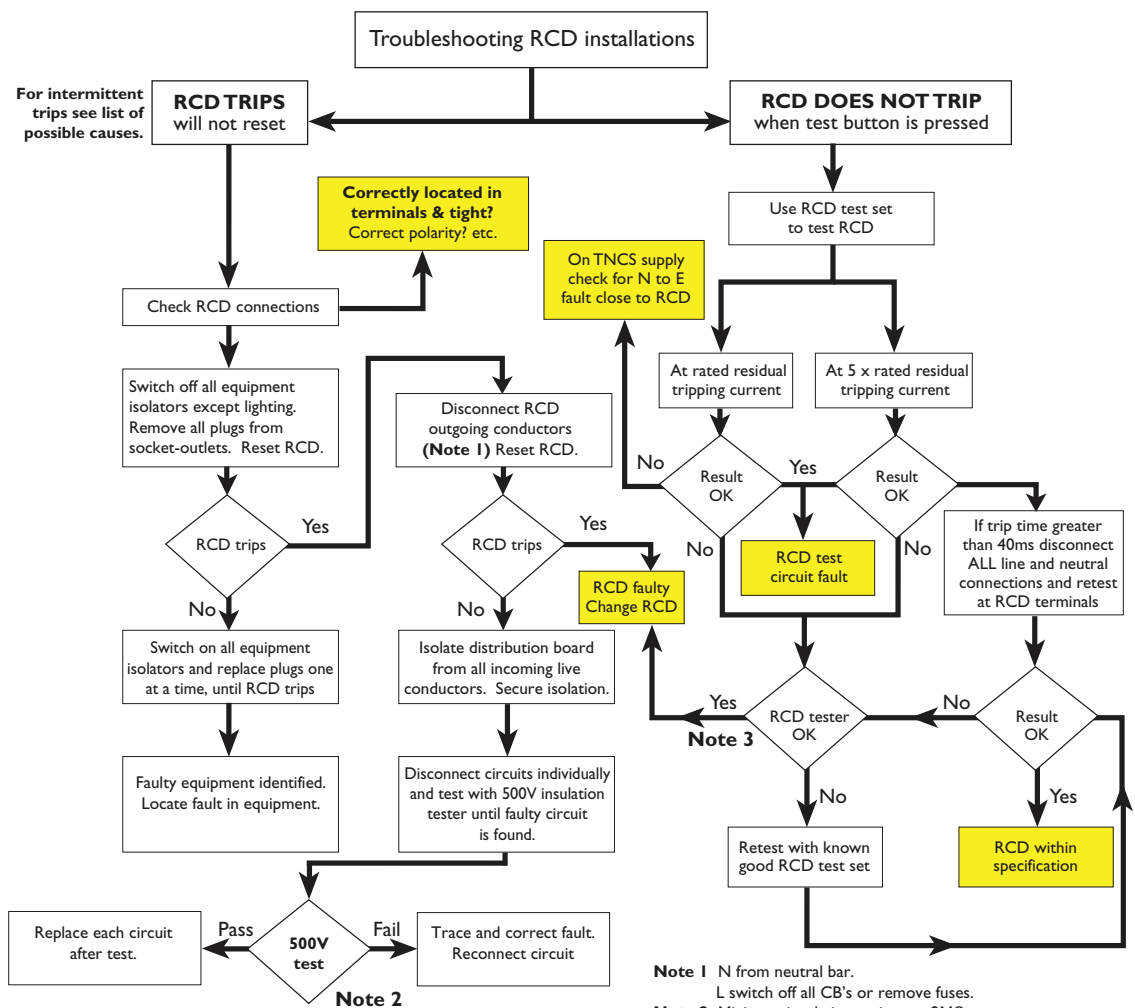 Troubleshooting RCD installations
For intermittent
trips see list of
possible causes.
RCD TRIPS
will not reset
RCD DOES NOT TRIP
when test button is pressed
Correctly located in
terminals & tight?
Correct polarity? etc.
Check RCD connections
Switch off all equipment
isolators except lighting.
Remove all plugs from
socket-outlets. Reset RCD.
RCD trips
Yes
No
Switch on all equipment
isolators and replace plugs one
at a time, until RCD trips
Faulty equipment identified.
Locate fault in equipment.
Disconnect RCD
outgoing conductors
(Note 1) Reset RCD.
RCD trips
Yes
No
RCD faulty
Change RCD
Isolate distribution board
from all incoming live
conductors. Secure isolation.
Disconnect circuits individually
and test with 500V insulation
tester until faulty circuit
is found.
500V
test
Pass
Fail
Note 2
Replace each circuit
after test.
Trace and correct fault.
Reconnect circuit
Use RCD test set
to test RCD
On TNCS supply
check for N to E
fault close to RCD
At rated residual
tripping current
At 5 x rated residual
tripping current
No
Result
OK
Yes
Result
OK
No
No
RCD test
circuit fault
If trip time greater
than 40ms disconnect
ALL line and neutral
connections and retest
at RCD terminals
Yes
Note 3
RCD tester
OK
No
Result
OK
No
Yes
Retest with known
good RCD test set
RCD within
specification
Note 1 N from neutral bar.
L switch off all CB's or remove fuses.